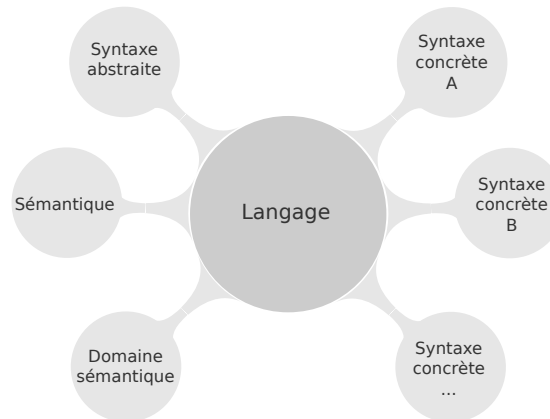 Syntaxe
abstraite
Syntaxe
concrète
A
Sémantique
Langage
Syntaxe
concrète
B
Domaine
sémantique
Syntaxe
concrète
...